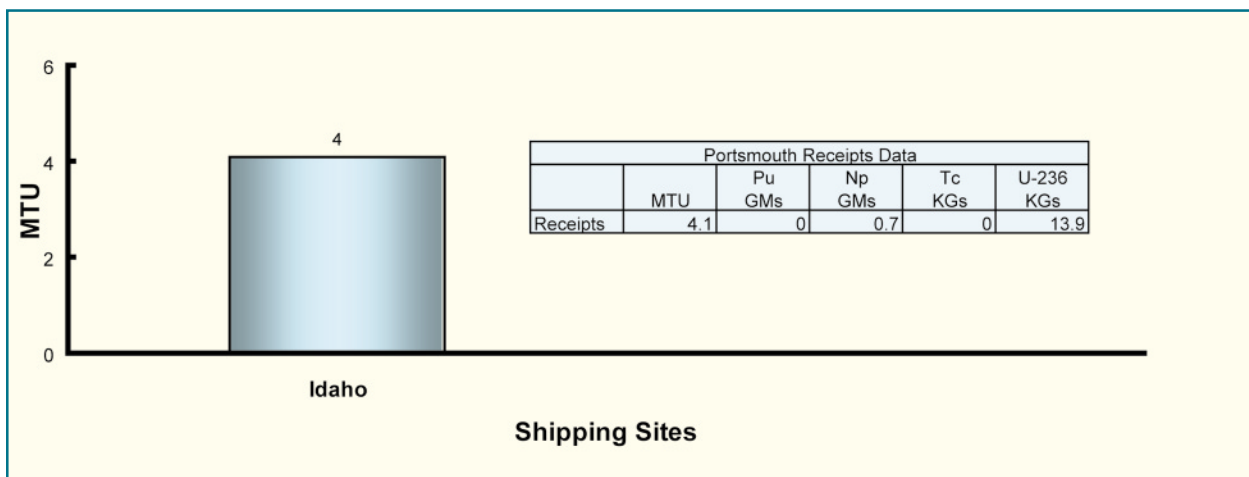 6
4
2
0
MTU
4
Idaho
Shipping Sites
Portsmouth Receipts Data
MTU Pu GMs Np GMs Tc KGs U-236 KGs
Receipts 4.1 0 0.7 0 13.9